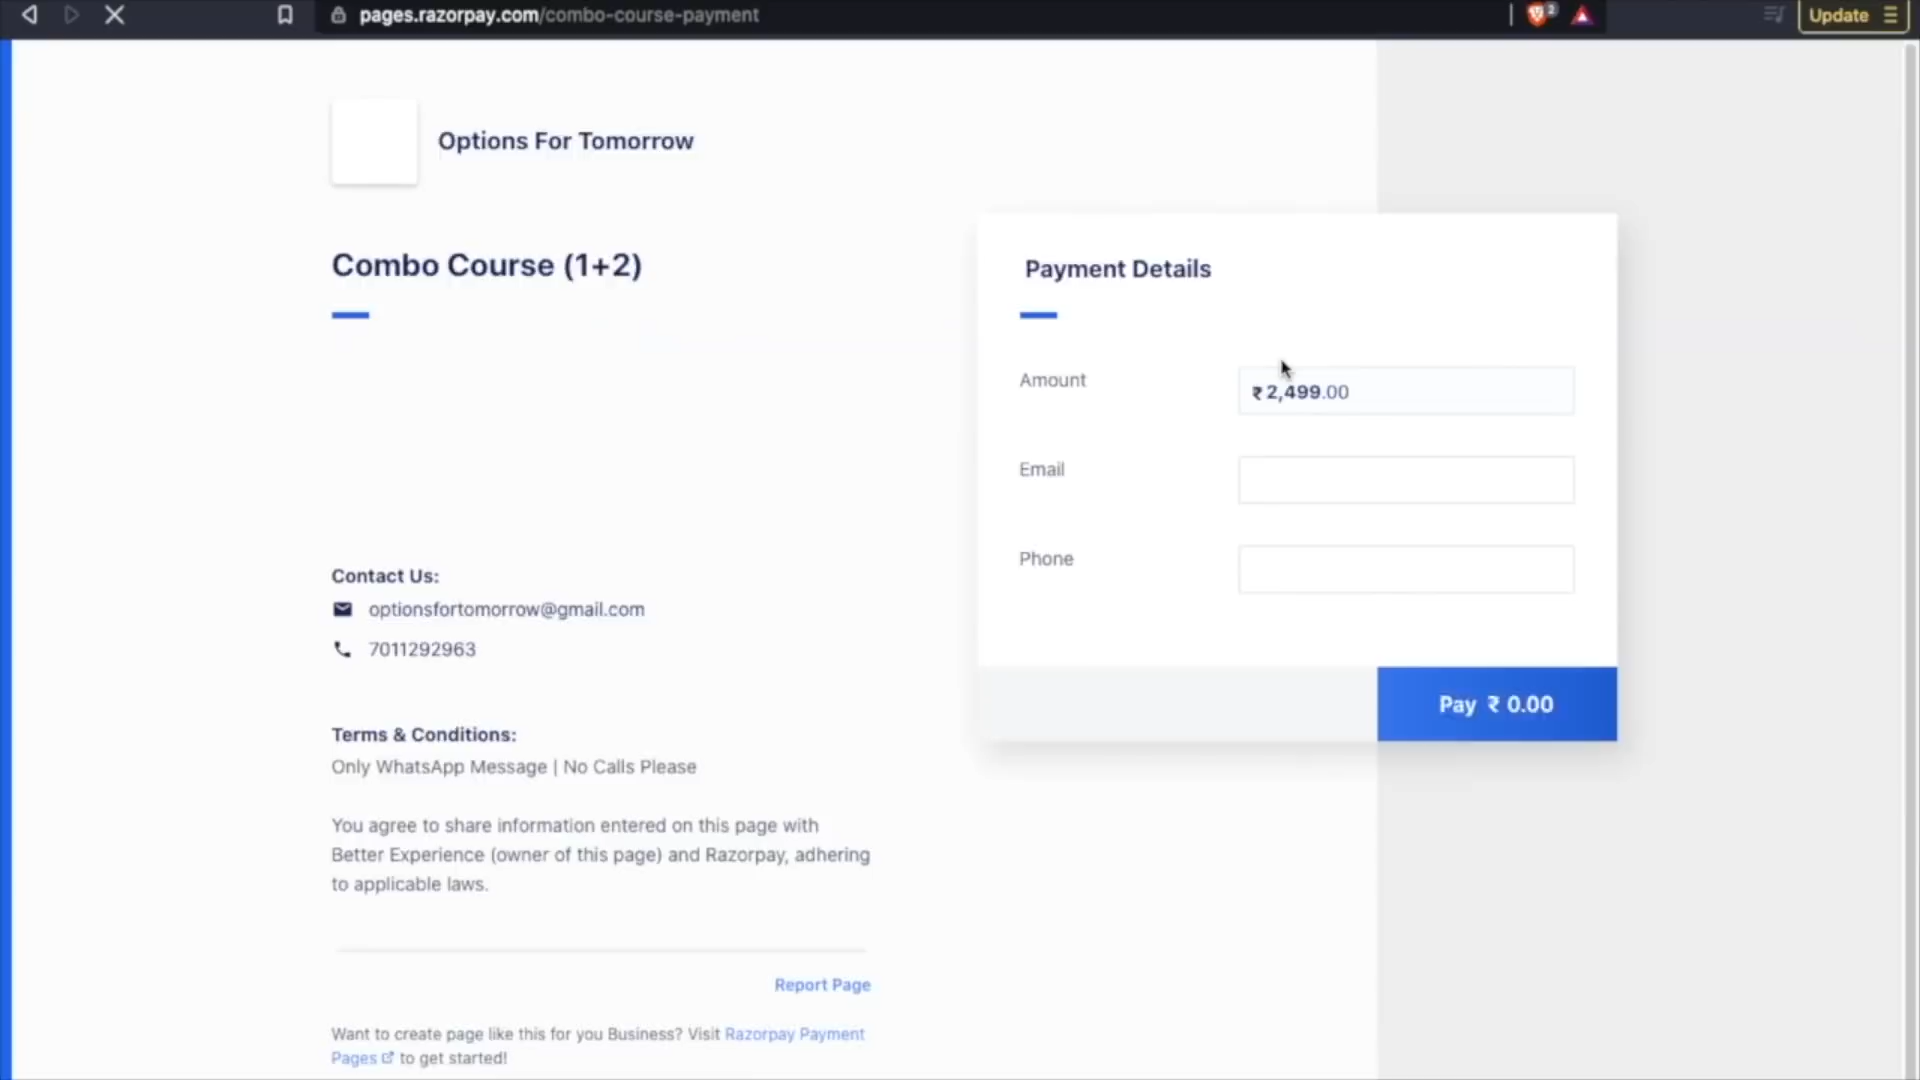 pages.razorpay.com/combo-course-payment
2
Update
Options For Tomorrow
Combo Course (1+2)
Payment Details
Amount
₹ 2,499.00
Email
Phone
Pay ₹ 0.00
Contact Us:
optionsfortomorrow@gmail.com
7011292963
Terms & Conditions:
Only WhatsApp Message | No Calls Please
You agree to share information entered on this page with
Better Experience (owner of this page) and Razorpay, adhering
to applicable laws.
Report Page
Want to create page like this for you Business? Visit Razorpay Payment
Pages to get started!